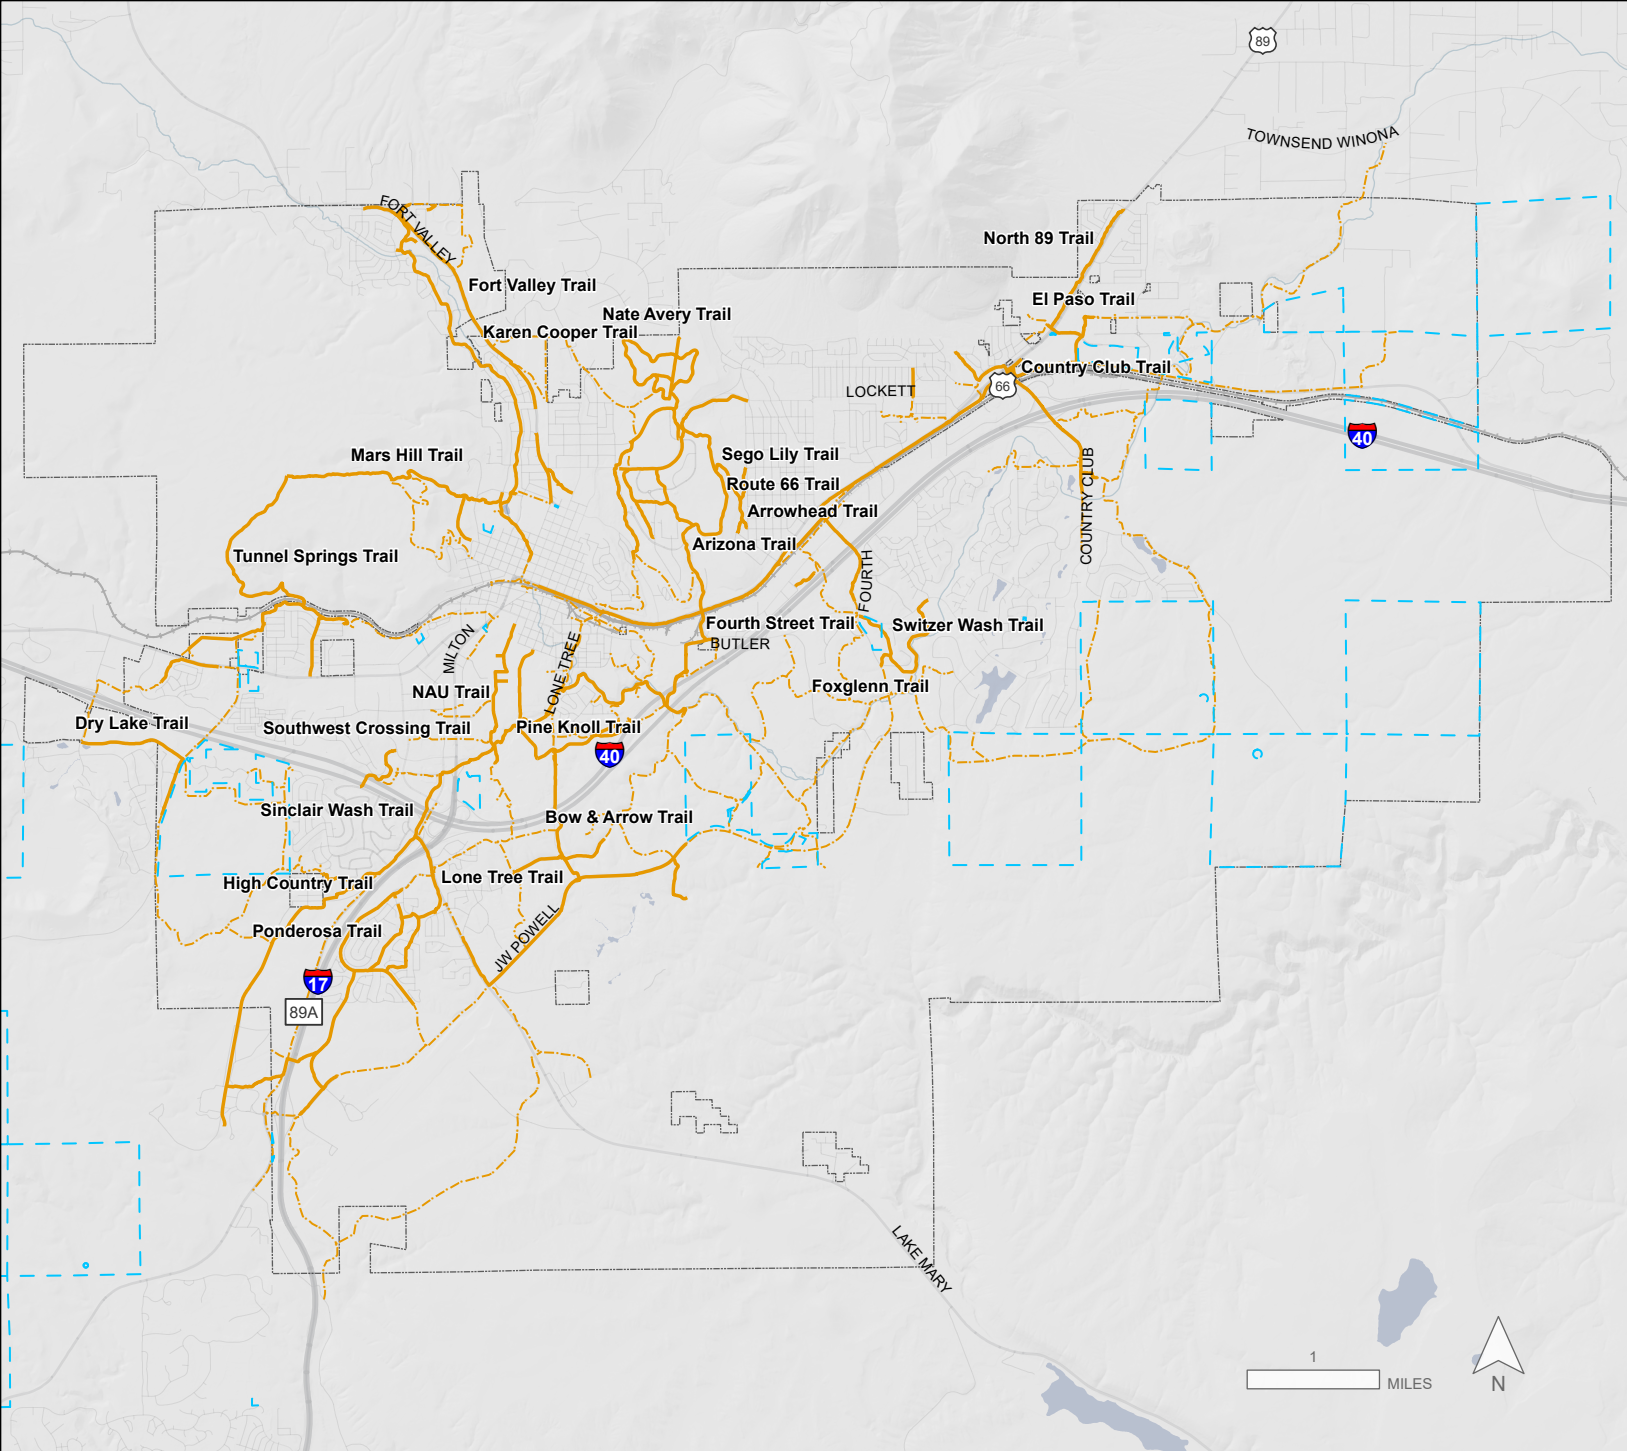 89
TOWNSEND WINONA
FORT VALLEY
North 89 Trail
Fort Valley Trail
El Paso Trail
Nate Avery Trail
Karen Cooper Trail
Country Club Trail
66
LOCKETT
40
Mars Hill Trail
Sego Lily Trail
Route 66 Trail
Arrowhead Trail
COUNTRY CLUB
Arizona Trail
Tunnel Springs Trail
FOURTH
Fourth Street Trail
Switzer Wash Trail
BUTLER
MILTON
LONE TREE
NAU Trail
Foxglenn Trail
Dry Lake Trail
Southwest Crossing Trail
Pine Knoll Trail
40
Sinclair Wash Trail
Bow & Arrow Trail
High Country Trail
Lone Tree Trail
Ponderosa Trail
JW POWELL
17
89A
LAKE MARY
1
MILES
N